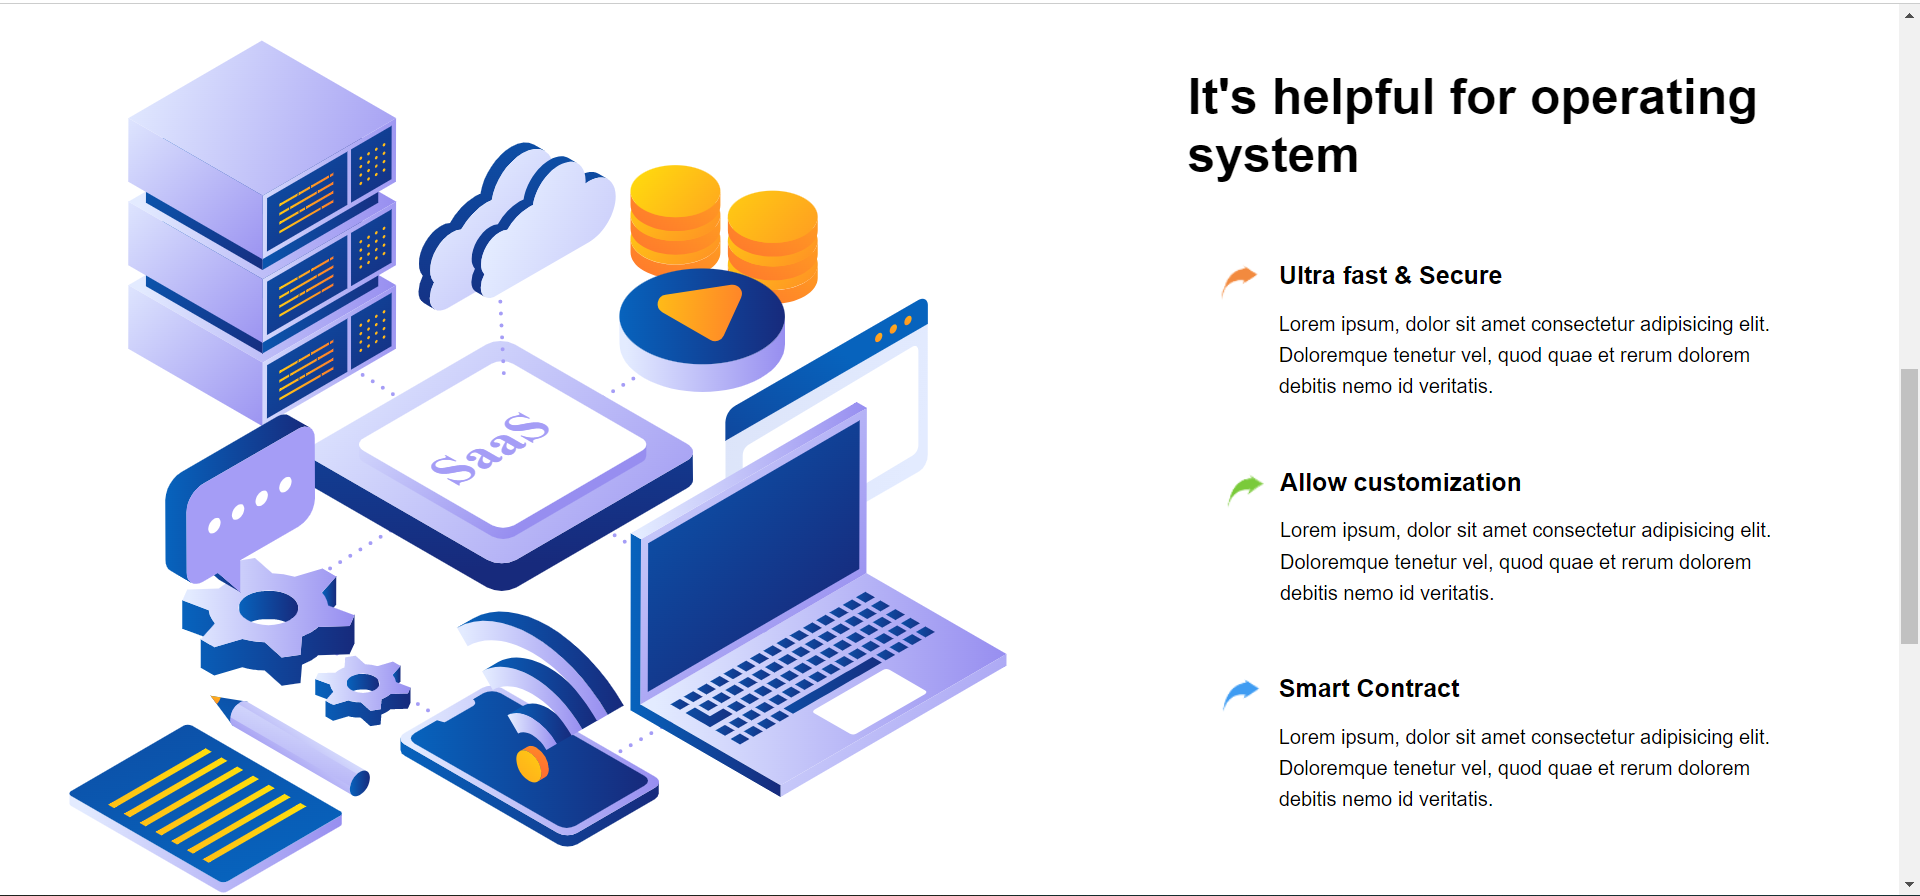 It's helpful for operating
system
SaaS
Ultra fast & Secure
Lorem ipsum, dolor sit amet consectetur adipisicing elit.
Doloremque tenetur vel, quod quae et rerum dolorem
debitis nemo id veritatis.
Allow customization
Lorem ipsum, dolor sit amet consectetur adipisicing elit.
Doloremque tenetur vel, quod quae et rerum dolorem
debitis nemo id veritatis.
Smart Contract
Lorem ipsum, dolor sit amet consectetur adipisicing elit.
Doloremque tenetur vel, quod quae et rerum dolorem
debitis nemo id veritatis.